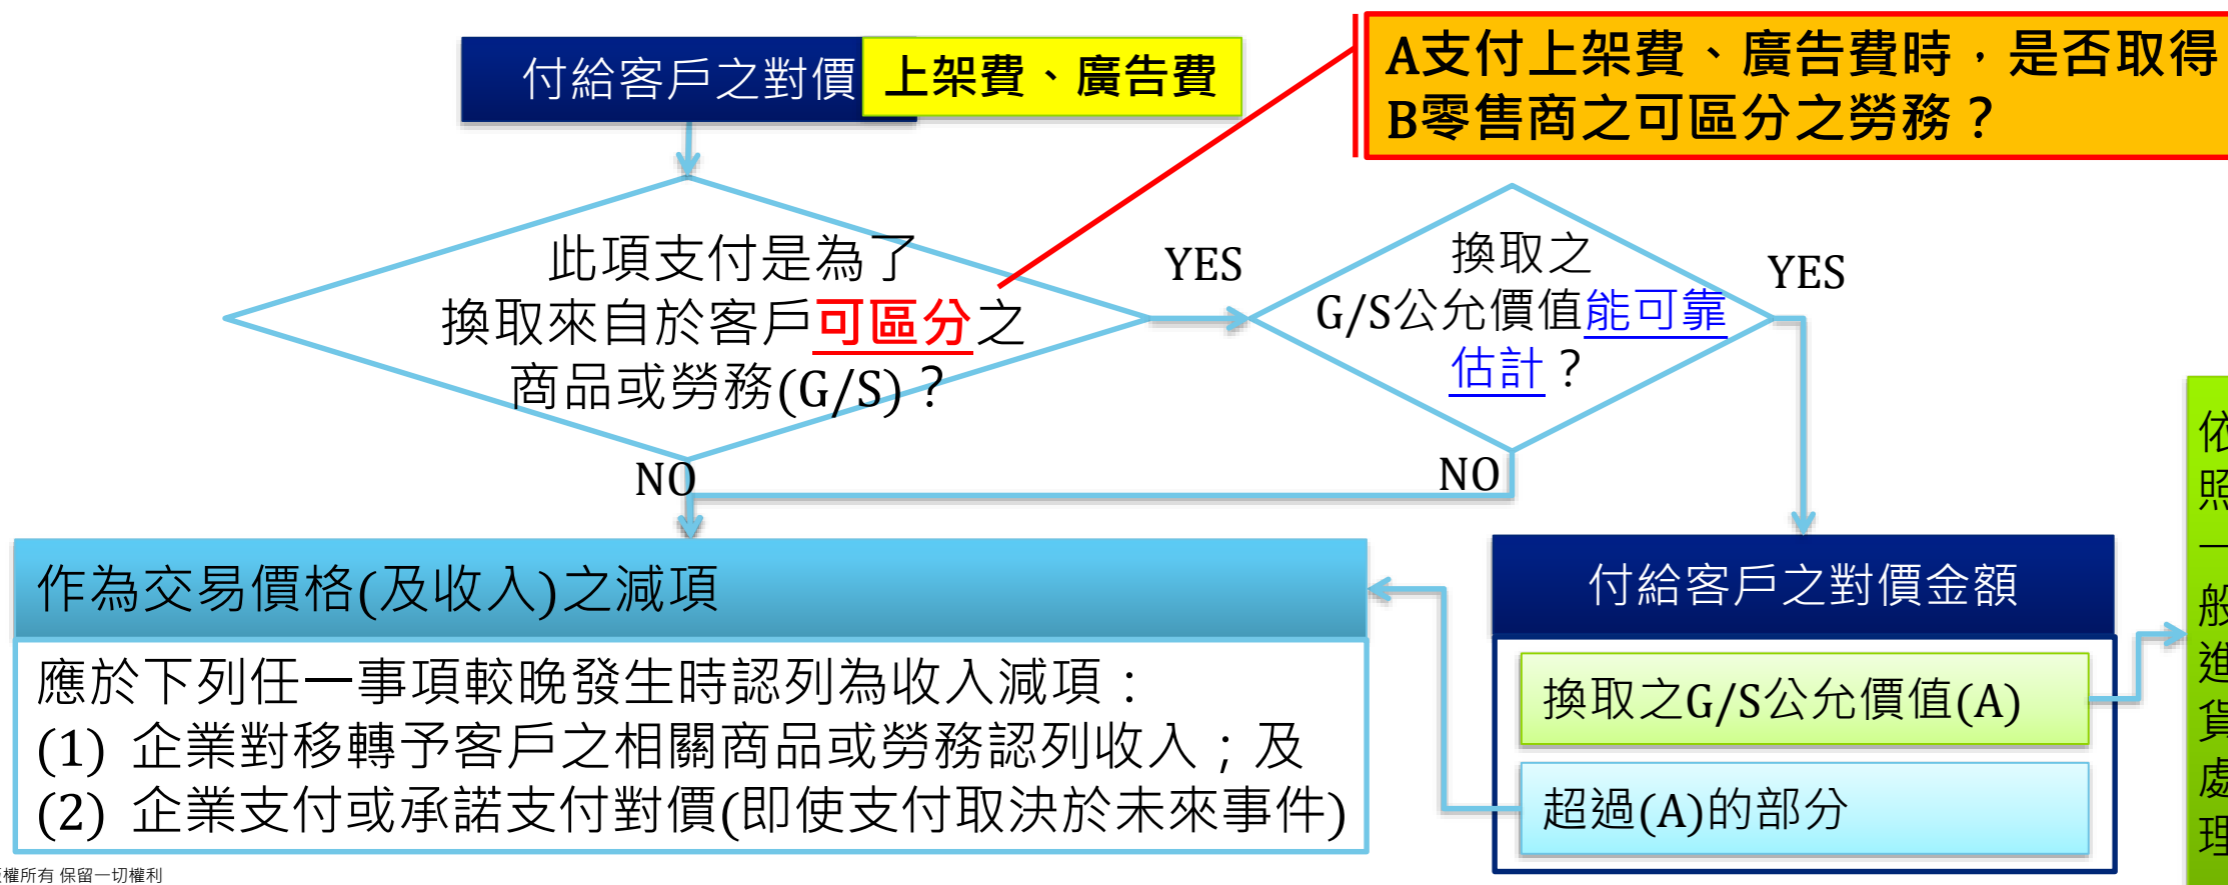 付給客戶之對價
上架費、廣告費
A支付上架費、廣告費時，是否取得
B零售商之可區分之勞務？
此項支付是為了
換取來自於客戶可區分之
商品或勞務(G/S)？
YES
換取之
G/S公允價值能可靠
估計？
YES
NO
NO
作為交易價格(及收入)之減項
應於下列任一事項較晚發生時認列為收入減項：
(1) 企業對移轉予客戶之相關商品或勞務認列收入；及
(2) 企業支付或承諾支付對價(即使支付取決於未來事件)
付給客戶之對價金額
換取之G/S公允價值(A)
超過(A)的部分
依
照
一
般
進
貨
處
理
權所有 保留一切權利